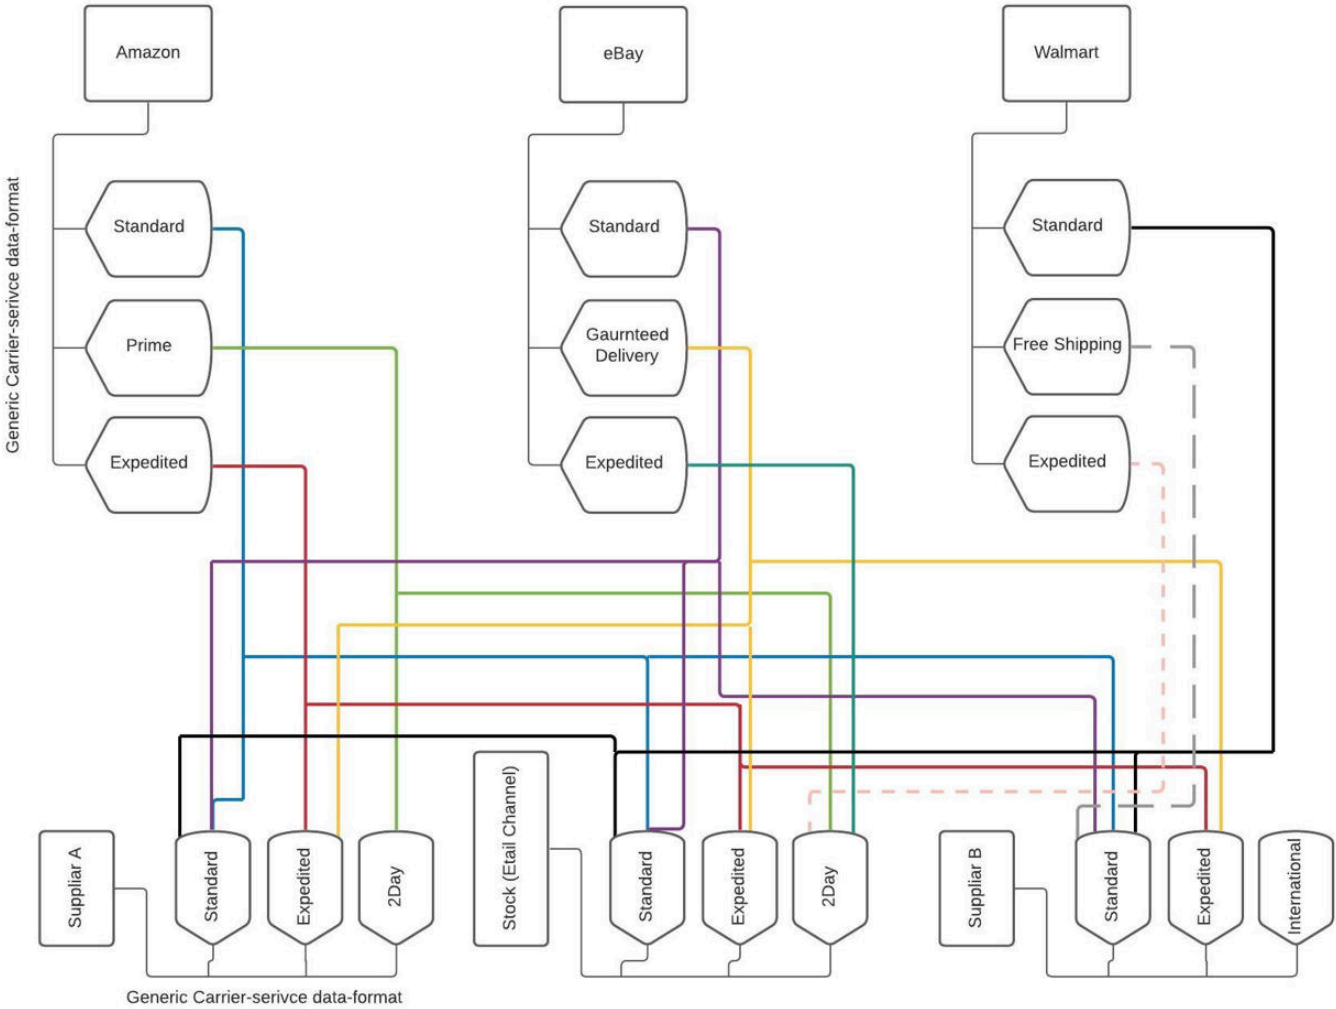 Amazon
eBay
Walmart
Generic Carrier-serivce data-format
Standard
Standard
Standard
Prime
Gaurnteed
Delivery
Free Shipping
Expedited
Expedited
Expedited
Suppliar A
Standard
Expedited
2Day
Stock (Etail Channel)
Standard
Expedited
2Day
Suppliar B
Standard
Expedited
International
Generic Carrier-serivce data-format